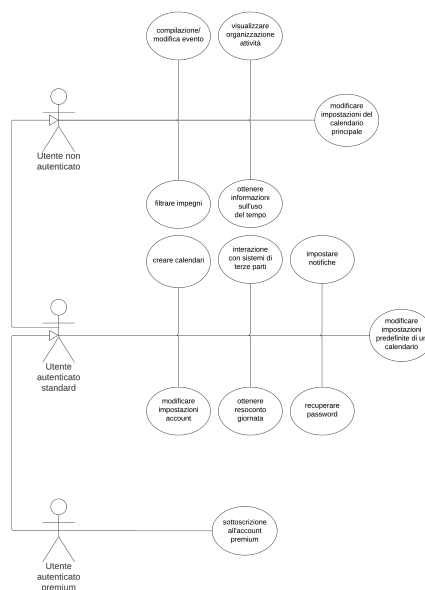 compilazione/
modifica evento
visualizzare
organizzazione
attività
modificare
impostazioni del
calendario
principale
Utente non
autenticato
filtrare impegni
ottenere
informazioni
sull'uso
del tempo
creare calendari
interazione
con sistemi di
terze parti
impostare
notifiche
modificare
impostazioni
predefinite di un
calendario
Utente
autenticato
standard
modificare
impostazioni
account
ottenere
resoconto
giornata
recuperare
password
sottoscrizione
all'account
premium
Utente
autenticato
premium